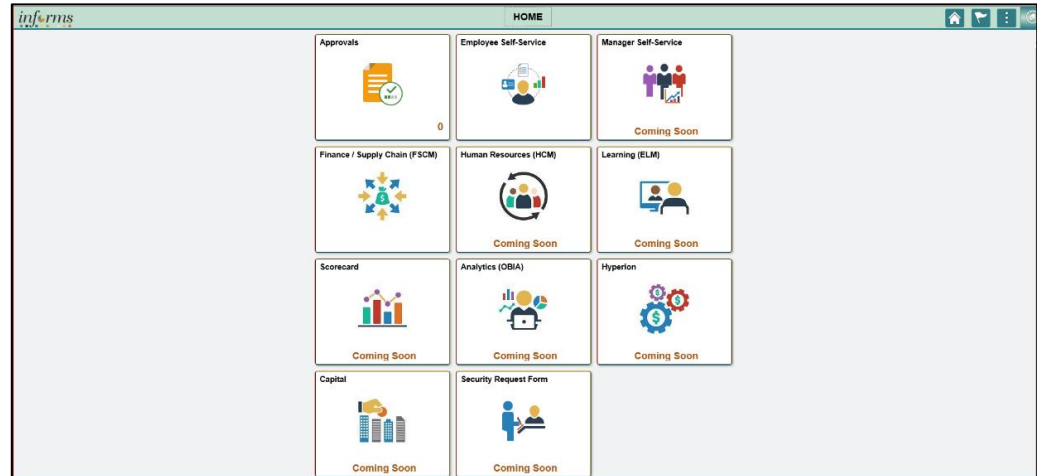 informs
HOME
Approvals
0
Employee Self-Service
Manager Self-Service
Coming Soon
Finance / Supply Chain (FSCM)
Human Resources (HCM)
Coming Soon
Learning (ELM)
Coming Soon
Scorecard
Coming Soon
Analytics (OBIA)
Coming Soon
Hyperion
Coming Soon
Capital
Coming Soon
Security Request Form
Coming Soon